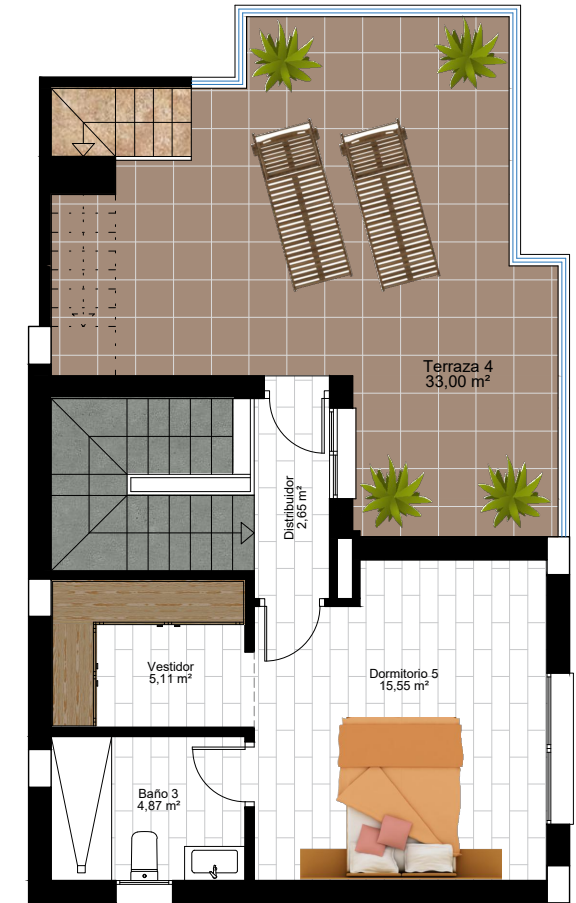 Terraza 4
33,00 m²
Distribuidor
2,65 m²
Vestidor
5,11 m²
Dormitorio 5
15,55 m²
Baño 3
4,87 m²